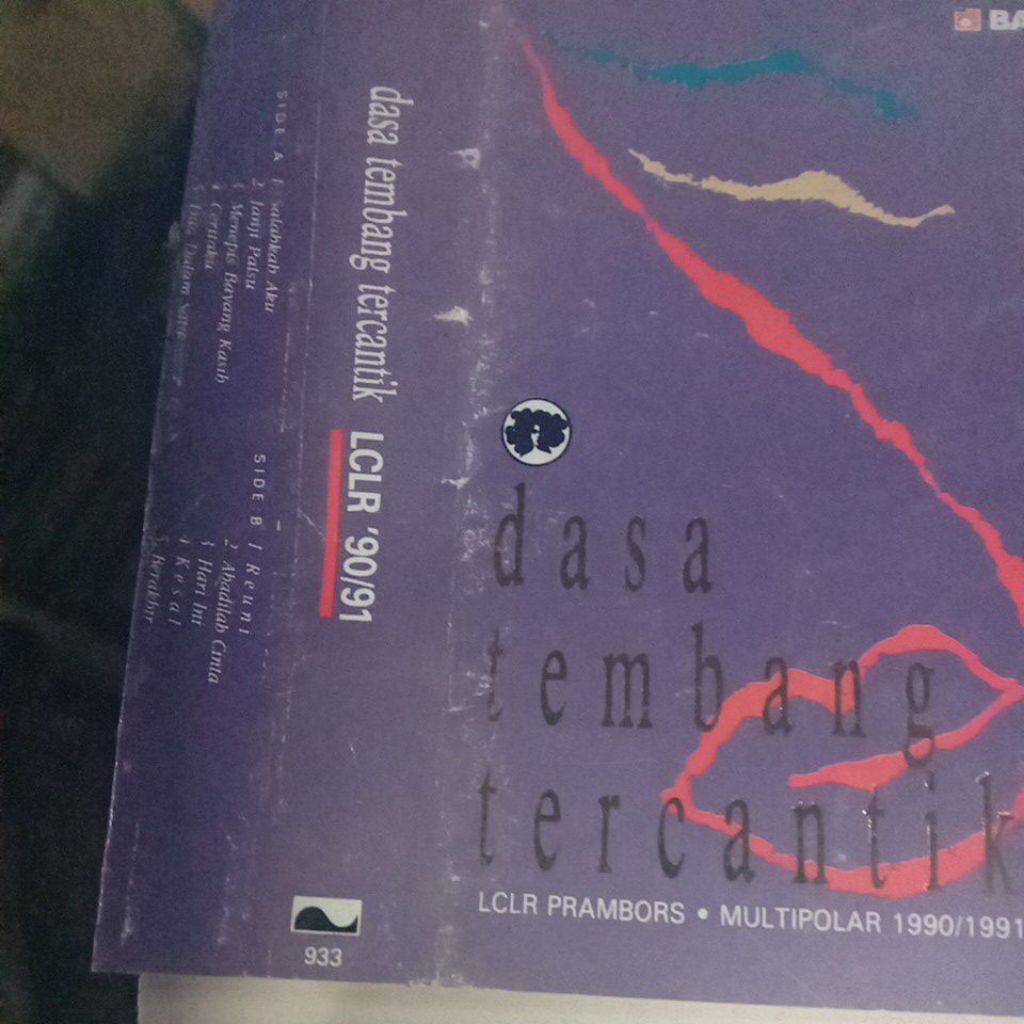 SIDE A
1 Salahkah Aku
2 Janji Palsu
3 Menepis Bayang Kasih
4 Ceritaku
5 Dalam
SIDE B
1 Reuni
2 Abadilah Cinta
3 Hari Ini
4 Kesal
5 Berakhir
dasa tembang tercantik LCLR '90/91
933
BA
dasa
tembang
tercantik
LCLR PRAMBORS • MULTIPOLAR 1990/1991